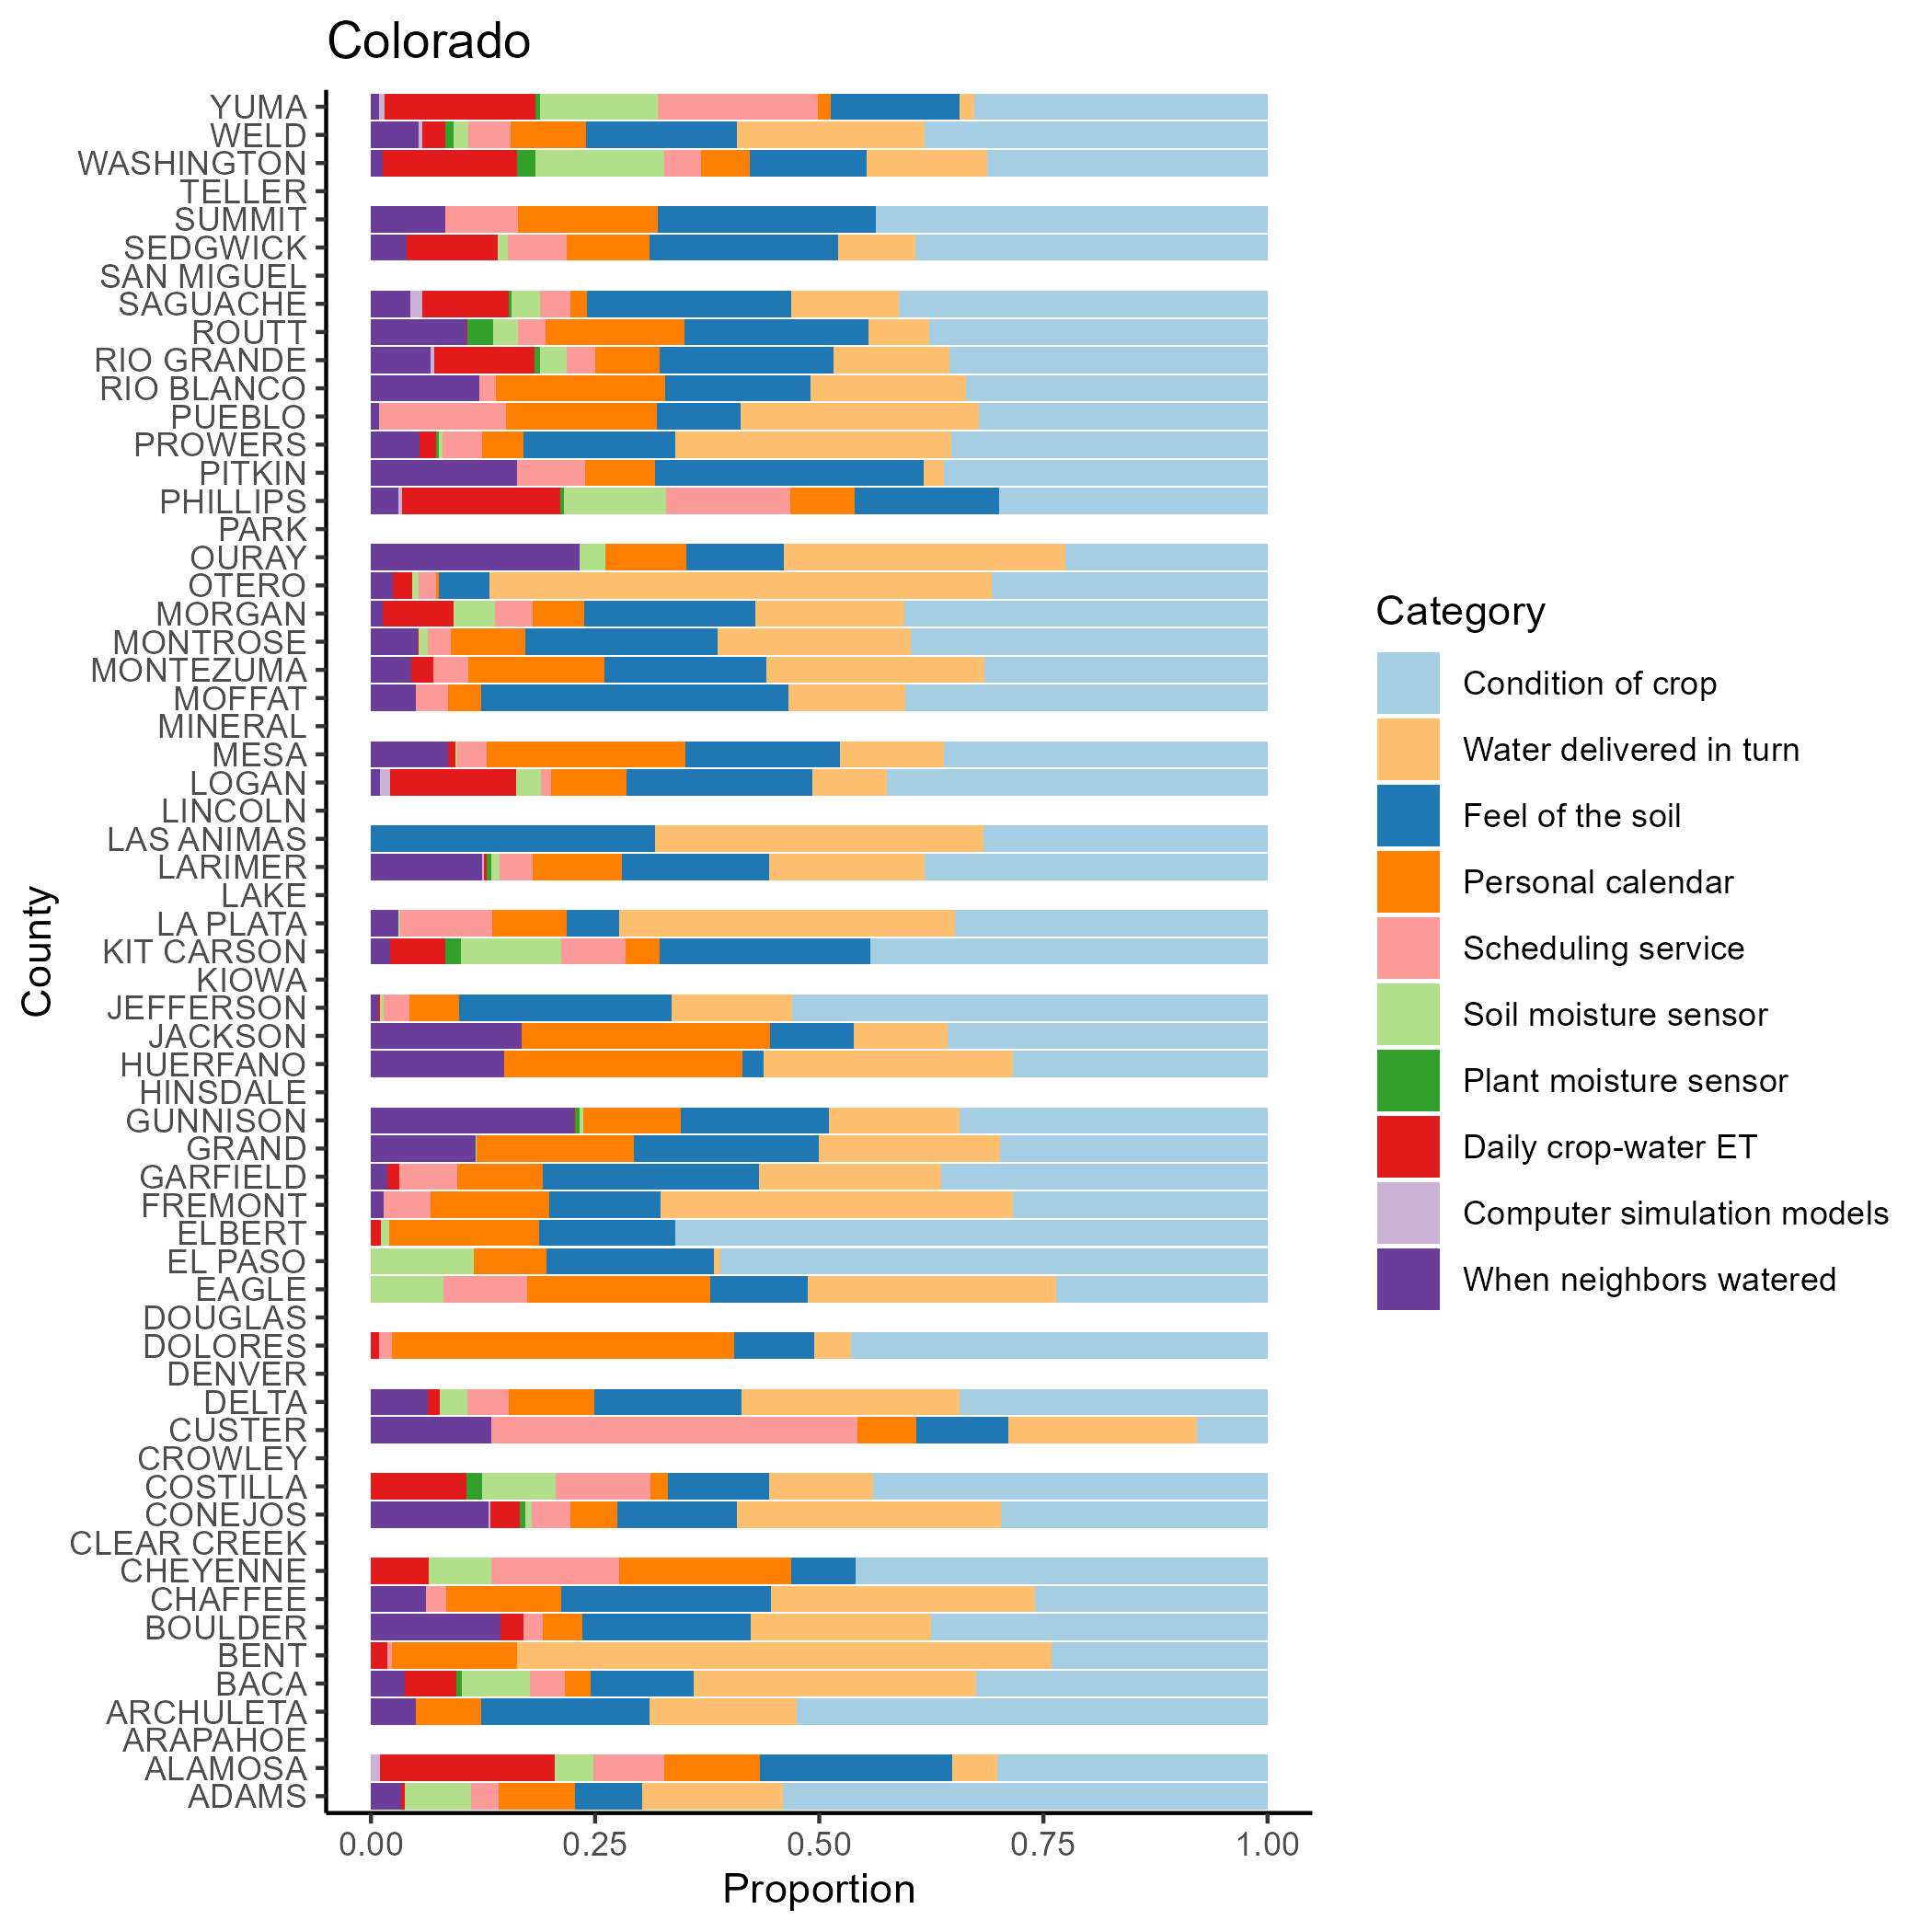 Colorado
YUMA
WELD
WASHINGTON
TELLER
SUMMIT
SEDGWICK
SAN MIGUEL
SAGUACHE
ROUTT
RIO GRANDE
RIO BLANCO
PUEBLO
PROWERS
PITKIN
PHILLIPS
PARK
OURAY
OTERO
MORGAN
MONTROSE
MONTEZUMA
MOFFAT
MINERAL
MESA
LOGAN
LINCOLN
LAS ANIMAS
LARIMER
LAKE
LA PLATA
KIT CARSON
KIOWA
JEFFERSON
JACKSON
HUERFANO
HINSDALE
GUNNISON
GRAND
GARFIELD
FREMONT
ELBERT
EL PASO
EAGLE
DOUGLAS
DOLORES
DENVER
DELTA
CUSTER
CROWLEY
COSTILLA
CONEJOS
CLEAR CREEK
CHEYENNE
CHAFFEE
BOULDER
BENT
BACA
ARCHULETA
ARAPAHOE
ALAMOSA
ADAMS
County
0.00 0.25 0.50 0.75 1.00
Proportion
Category
Condition of crop
Water delivered in turn
Feel of the soil
Personal calendar
Scheduling service
Soil moisture sensor
Plant moisture sensor
Daily crop-water ET
Computer simulation models
When neighbors watered